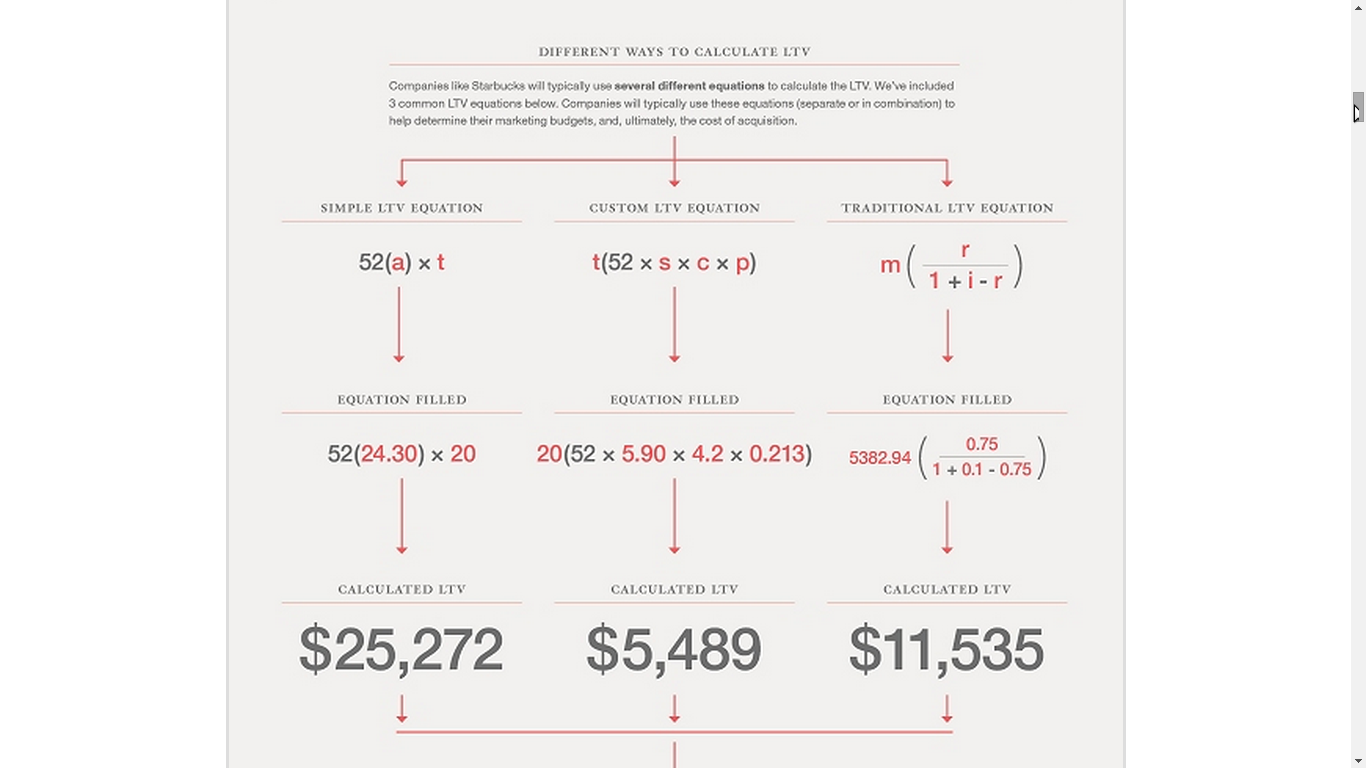 DIFFERENT WAYS TO CALCULATE LTV
Companies like Starbucks will typically use several different equations to calculate the LTV. We've included
3 common LTV equations below. Companies will typically use these equations (separate or in combination) to
help determine their marketing budgets, and, ultimately, the cost of acquisition.
SIMPLE LTV EQUATION
52(a) × t
EQUATION FILLED
52(24.30) × 20
CALCULATED LTV
$25,272
CUSTOM LTV EQUATION
t(52 × s × c × p)
EQUATION FILLED
20(52 × 5.90 × 4.2 × 0.213)
CALCULATED LTV
$5,489
TRADITIONAL LTV EQUATION
m ( r
1 + i - r )
EQUATION FILLED
5382.94 ( 0.75
1 + 0.1 - 0.75 )
CALCULATED LTV
$11,535